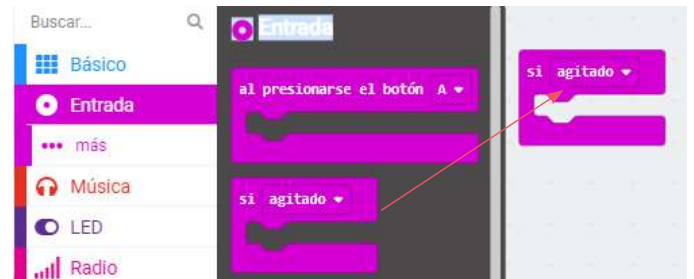 Buscar...
Básico
Entrada
más
Música
LED
Radio
Entrada
al presionarse el botón A
si agitado
si agitado